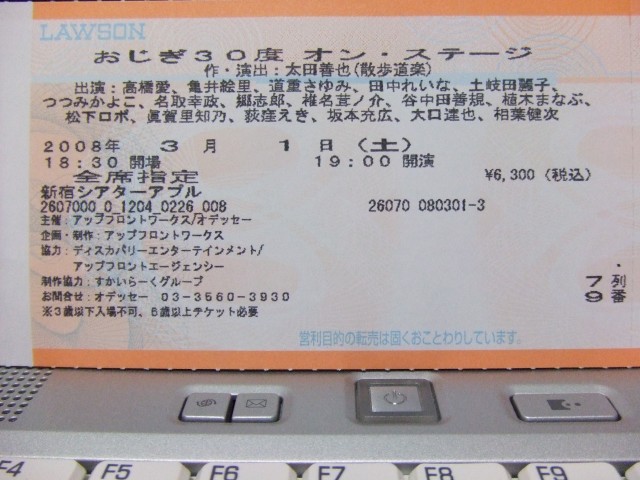 LAWSON
おじぎ30度 オン・ステージ
作・演出：太田善也(散歩道楽)
出演：高橋愛、亀井絵里、道重さゆみ、田中れいな、土岐田麗子、
つつみかよこ、名取幸政、郷志郎、椎名茸ノ介、谷中田善規、植木まなぶ、
松下ロボ、眞賀里知乃、荻窪えき、坂本充広、大口達也、相葉健次
2008年 3月 1日(土)
18:30 開場 19:00 開演
全席指定 ¥6,300(税込)
新宿シアターアプル
2607000 0 1204 0226 008 26070 080301-3
主催：アップフロントワークス/オデッセー
企画・制作：アップフロントワークス
協力：ディスカバリーエンターテインメント/
アップフロントエージェンシー
制作協力：すかいらーくグループ
7 列
お問合せ：オデッセー 03-3560-3930
9 番
※3歳以下入場不可、6歳以上チケット必要
営利目的の転売は固くおことわりしています。
F4 F5 F6 F7 F8 F9